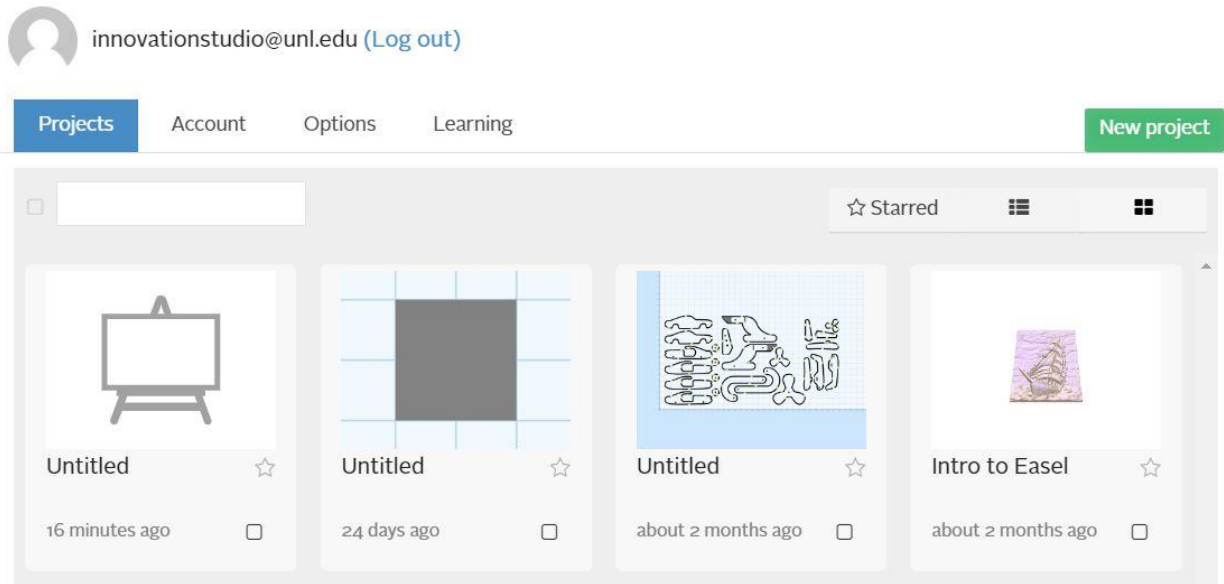 innovationstudio@unl.edu (Log out)
Projects Account Options Learning New project
Starred
Untitled Untitled Untitled Intro to Easel
16 minutes ago 24 days ago about 2 months ago about 2 months ago